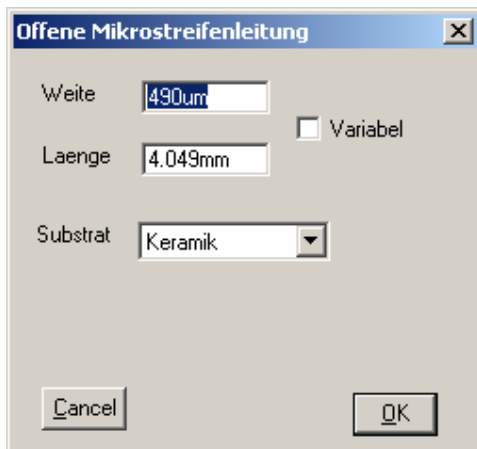 Offene Mikrostreifenleitung
Weite 490um
Variabel
Laenge 4.049mm
Substrat Keramik
Cancel OK